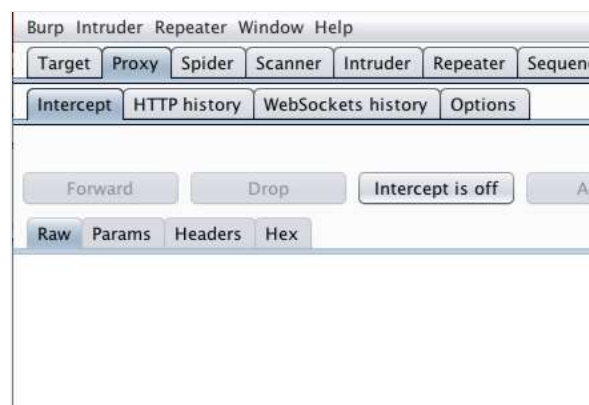 Burp Intruder Repeater Window Help
Target Proxy Spider Scanner Intruder Repeater Sequen
Intercept HTTP history WebSockets history Options
Forward Drop Intercept is off A
Raw Params Headers Hex